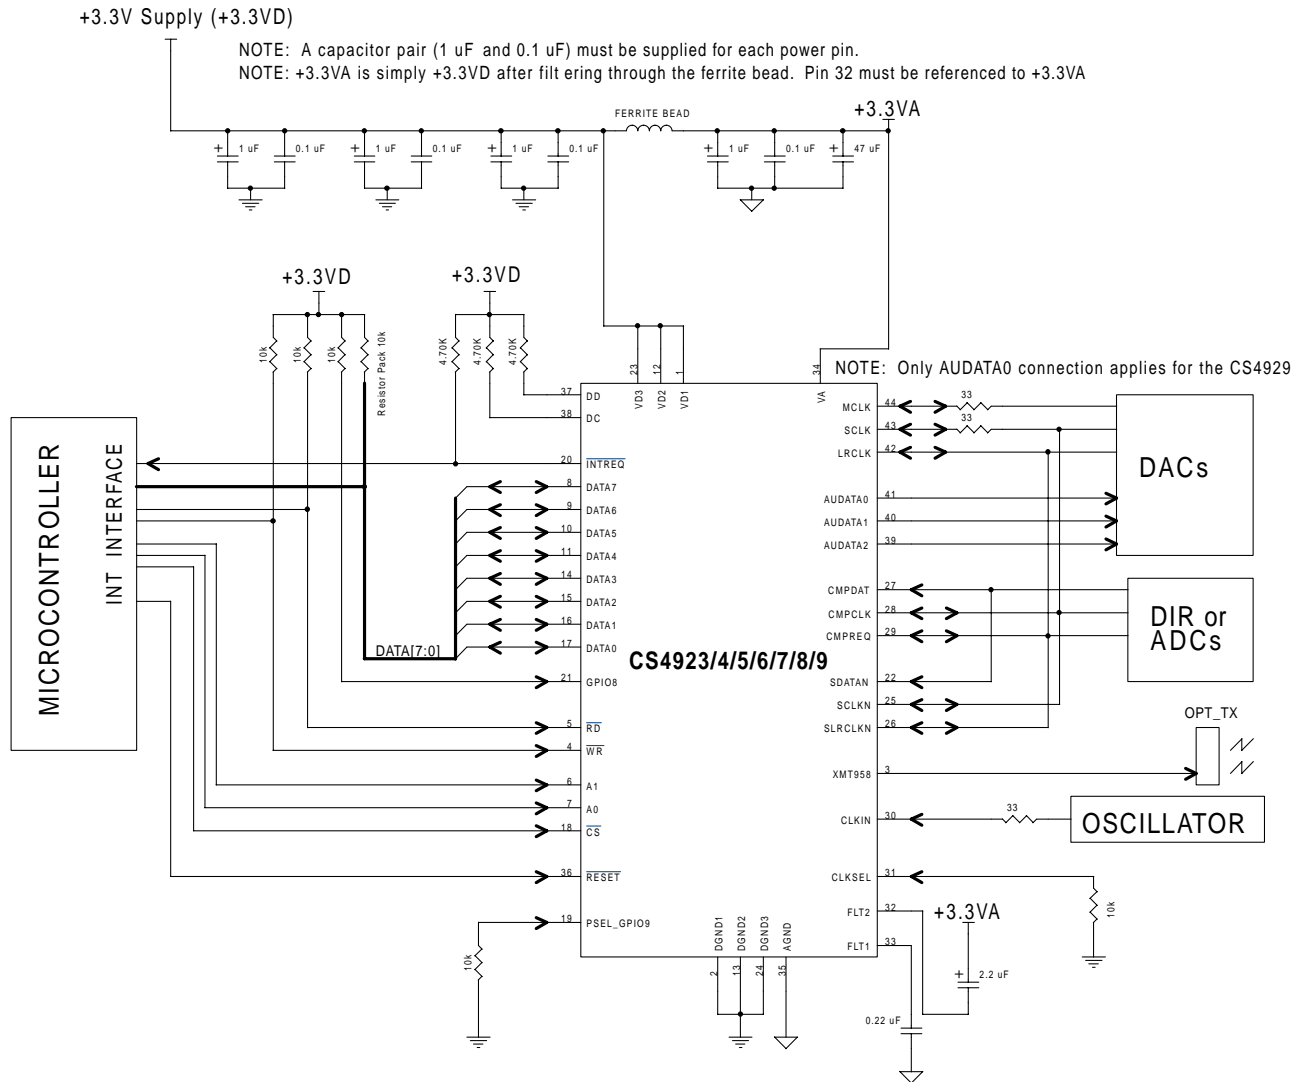 +3.3V Supply (+3.3VD)
NOTE: A capacitor pair (1 uF and 0.1 uF) must be supplied for each power pin.
NOTE: +3.3VA is simply +3.3VD after filt ering through the ferrite bead. Pin 32 must be referenced to +3.3VA
FERRITE BEAD
+3.3VA
+ 1 uF
0.1 uF
+ 1 uF
0.1 uF
+ 1 uF
0.1 uF
+ 1 uF
0.1 uF
+ 47 uF
+3.3VD
+3.3VD
10k
10k
10k
Resistor Pack 10k
4.70K
4.70K
4.70K
NOTE: Only AUDATA0 connection applies for the CS4929
23
12
1
34
VD3
VD2
VD1
VA
MICROCONTROLLER
INT INTERFACE
37 DD
38 DC
20 INTREQ
8 DATA7
9 DATA6
10 DATA5
11 DATA4
14 DATA3
15 DATA2
16 DATA1
17 DATA0
DATA[7:0]
21 GPIO8
5 RD
4 WR
6 A1
7 A0
18 CS
36 RESET
19 PSEL_GPIO9
10k
CS4923/4/5/6/7/8/9
MCLK 44
33
SCLK 43
33
LRCLK 42
AUDATA0 41
AUDATA1 40
AUDATA2 39
DACs
CMPDAT 27
CMPCLK 28
CMPREQ 29
DIR or
ADCs
SDATAN 22
SCLKN 25
SLRCLKN 26
OPT_TX
XMT958 3
CLKIN 30
33
OSCILLATOR
CLKSEL 31
10k
FLT2 32
+3.3VA
FLT1 33
+ 2.2 uF
0.22 uF
DGND1
DGND2
DGND3
AGND
2
13
24
35